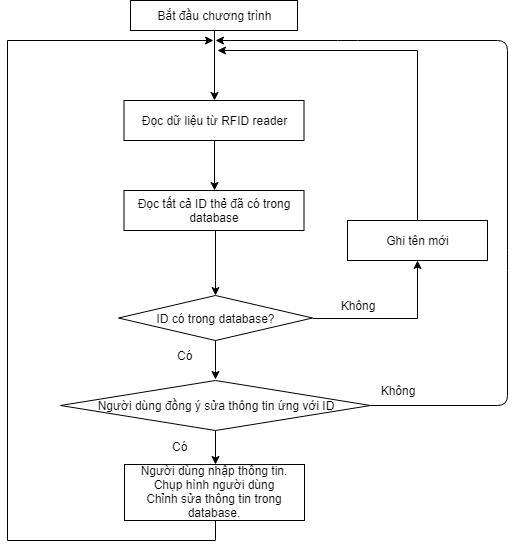 Bắt đầu chương trình
Đọc dữ liệu từ RFID reader
Đọc tất cả ID thẻ đã có trong
database
Ghi tên mới
ID có trong database?
Không
Có
Người dùng đồng ý sửa thông tin ứng với ID
Không
Có
Người dùng nhập thông tin.
Chụp hình người dùng
Chỉnh sửa thông tin trong
database.